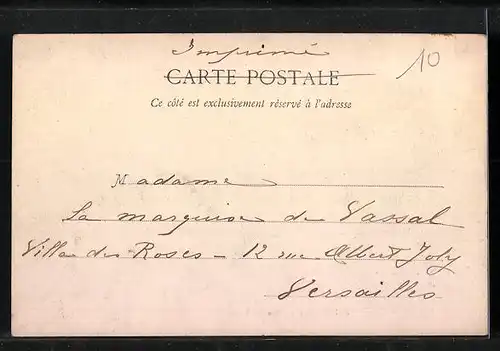 Imprimé
10
CARTE POSTALE
Ce côté est exclusivement réservé à l'adresse
Madame
La marquise de Vassal
Villa des Roses - 12 rue Albert Joly
Versailles